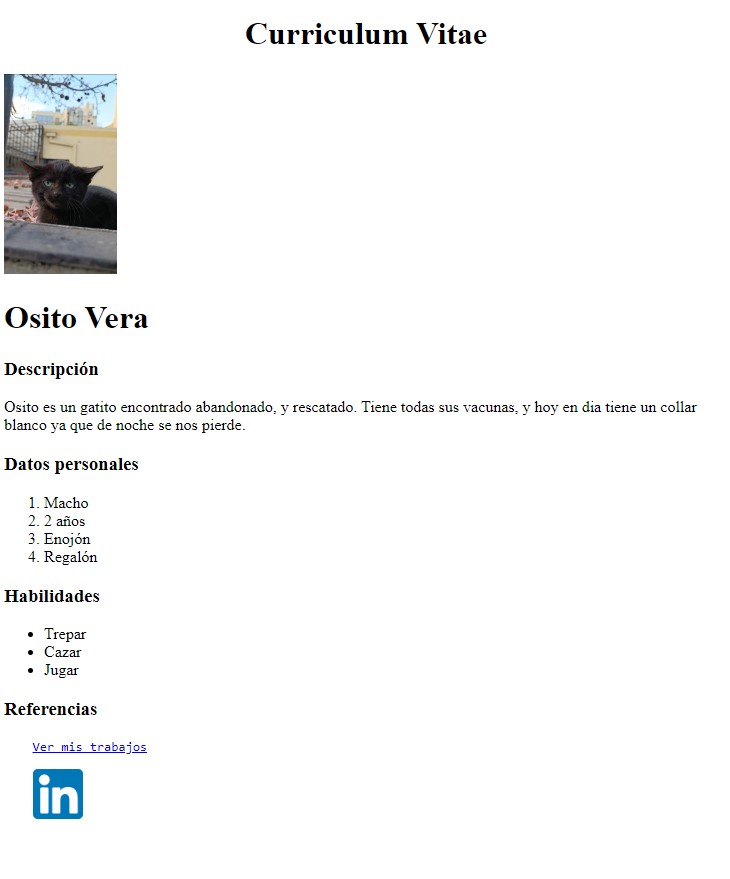 Curriculum Vitae
Osito Vera
Descripción
Osito es un gatito encontrado abandonado, y rescatado. Tiene todas sus vacunas, y hoy en dia tiene un collar
blanco ya que de noche se nos pierde.
Datos personales
1. Macho
2. 2 años
3. Enojón
4. Regalón
Habilidades
• Trepar
• Cazar
• Jugar
Referencias
Ver mis trabajos
in